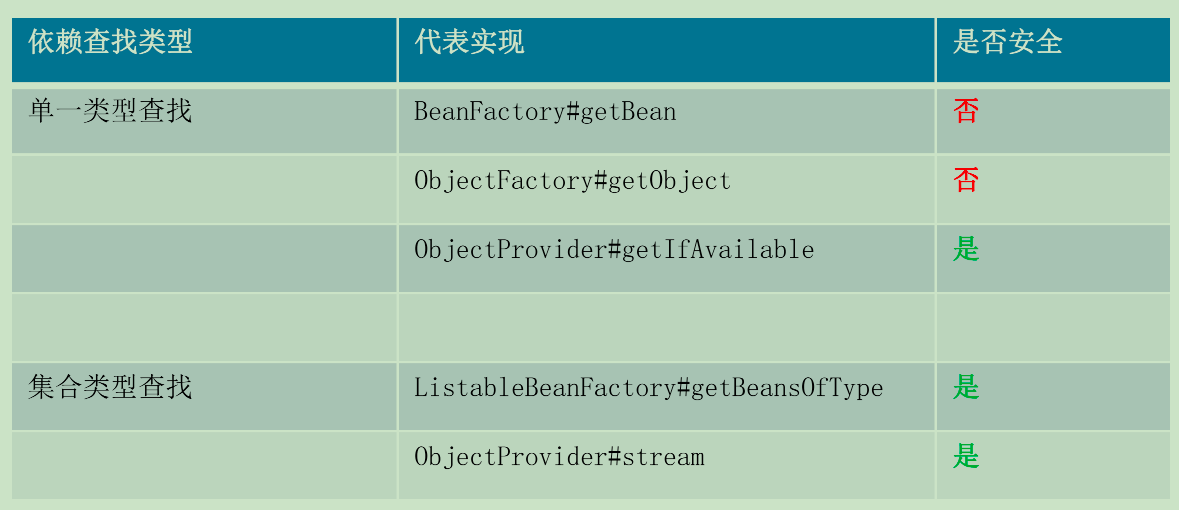 依赖查找类型 代表实现 是否安全
单一类型查找 BeanFactory#getBean 否
ObjectFactory#getObject 否
ObjectProvider#getIfAvailable 是
集合类型查找 ListableBeanFactory#getBeansOfType 是
ObjectProvider#stream 是